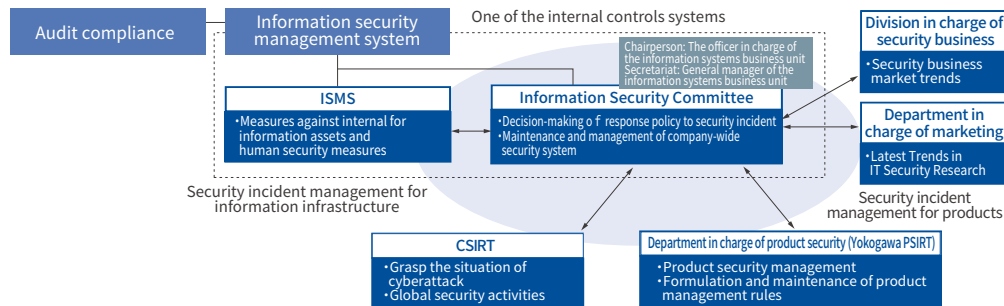 Audit compliance
Information security
management system
One of the internal controls systems
Chairperson: The officer in charge of
the information systems business unit
Secretariat: General manager of the
information systems business unit
Division in charge of
security business
・Security business
market trends
ISMS
・Measures against internal for
information assets and
human security measures
Information Security Committee
・Decision-making of response policy to security incident
・Maintenance and management of company-wide
security system
Department in
charge of marketing
・Latest Trends in
IT Security Research
Security incident management for
information infrastructure
Security incident
management for products
CSIRT
・Grasp the situation of
cyberattack
・Global security activities
Department in charge of product security (Yokogawa PSIRT)
・Product security management
・Formulation and maintenance of product
management rules